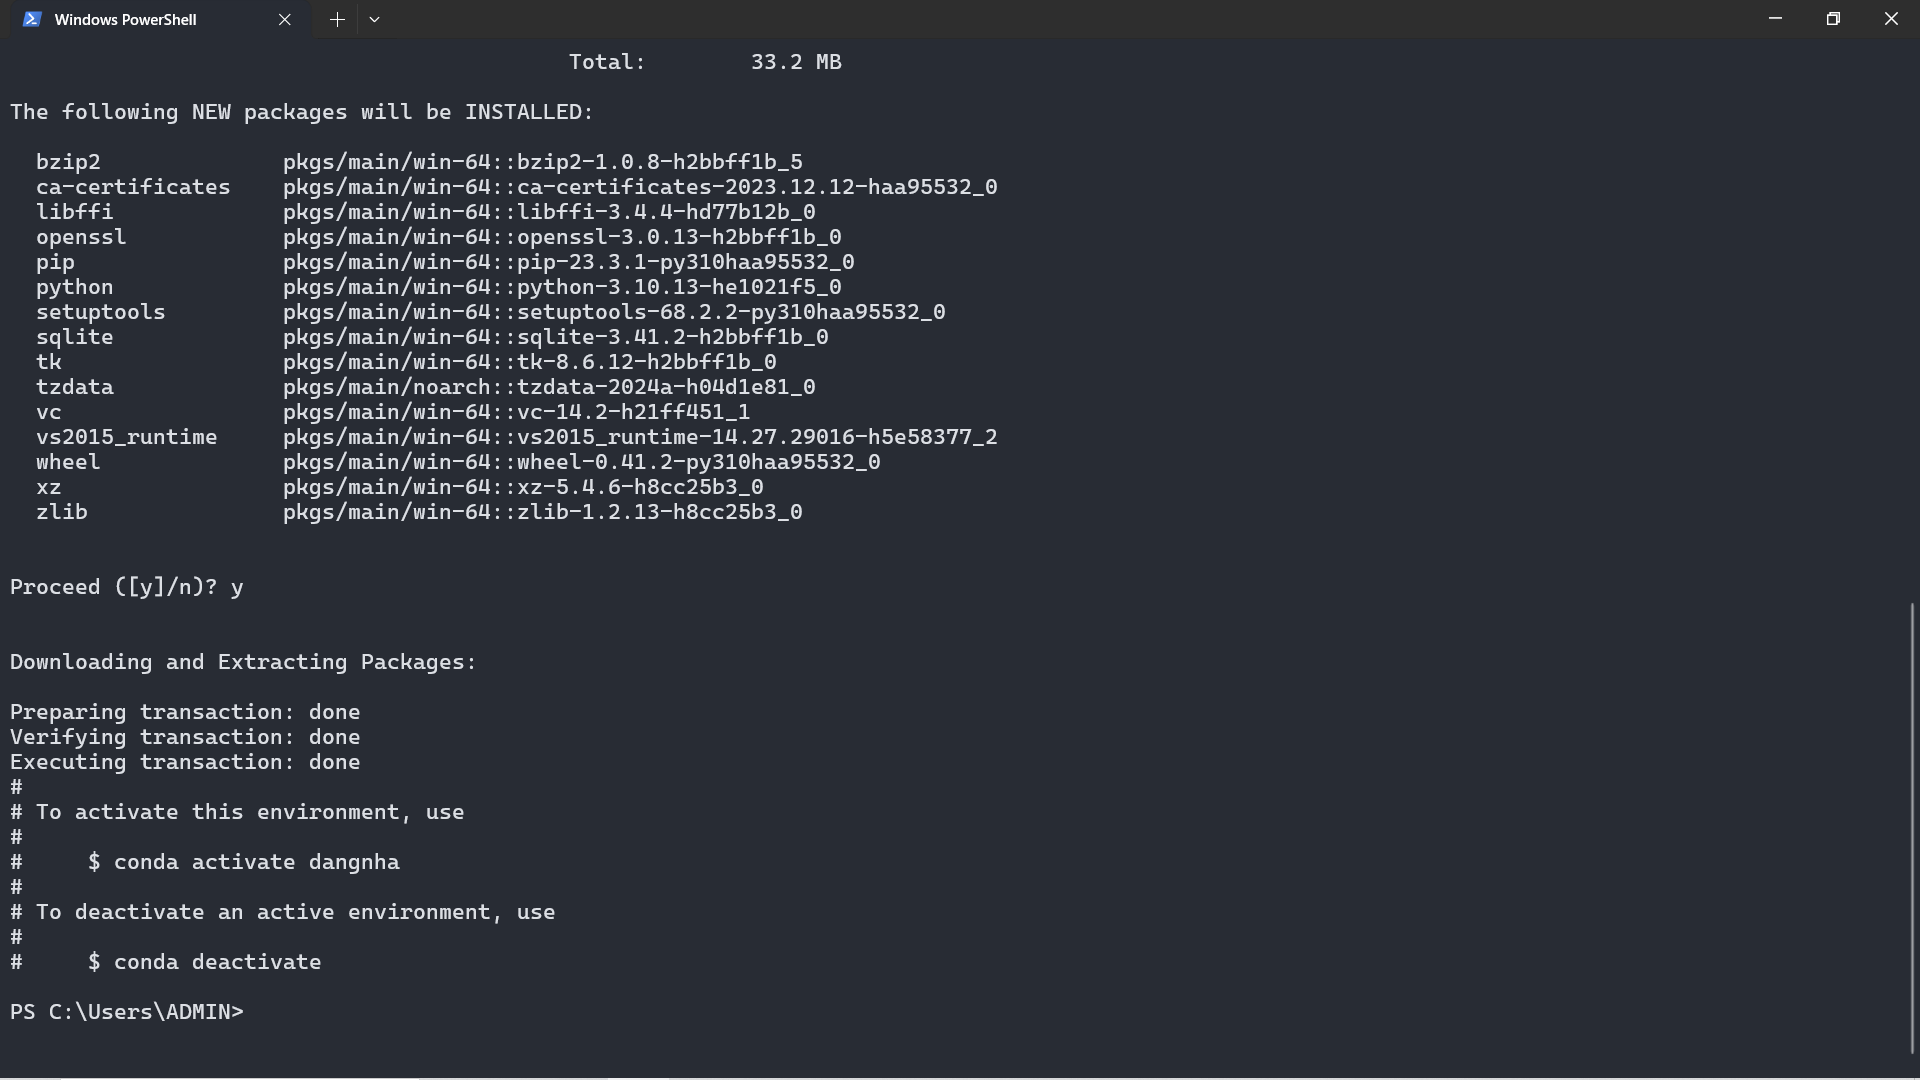 Windows PowerShell
Total: 33.2 MB
The following NEW packages will be INSTALLED:
bzip2 pkgs/main/win-64::bzip2-1.0.8-h2bbff1b_5
ca-certificates pkgs/main/win-64::ca-certificates-2023.12.12-haa95532_0
libffi pkgs/main/win-64::libffi-3.4.4-hd77b12b_0
openssl pkgs/main/win-64::openssl-3.0.13-h2bbff1b_0
pip pkgs/main/win-64::pip-23.3.1-py310haa95532_0
python pkgs/main/win-64::python-3.10.13-he1021f5_0
setuptools pkgs/main/win-64::setuptools-68.2.2-py310haa95532_0
sqlite pkgs/main/win-64::sqlite-3.41.2-h2bbff1b_0
tk pkgs/main/win-64::tk-8.6.12-h2bbff1b_0
tzdata pkgs/main/noarch::tzdata-2024a-h04d1e81_0
vc pkgs/main/win-64::vc-14.2-h21ff451_1
vs2015_runtime pkgs/main/win-64::vs2015_runtime-14.27.29016-h5e58377_2
wheel pkgs/main/win-64::wheel-0.41.2-py310haa95532_0
xz pkgs/main/win-64::xz-5.4.6-h8cc25b3_0
zlib pkgs/main/win-64::zlib-1.2.13-h8cc25b3_0
Proceed ([y]/n)? y
Downloading and Extracting Packages:
Preparing transaction: done
Verifying transaction: done
Executing transaction: done
#
# To activate this environment, use
#
# $ conda activate dangnha
#
# To deactivate an active environment, use
#
# $ conda deactivate
PS C:\Users\ADMIN>